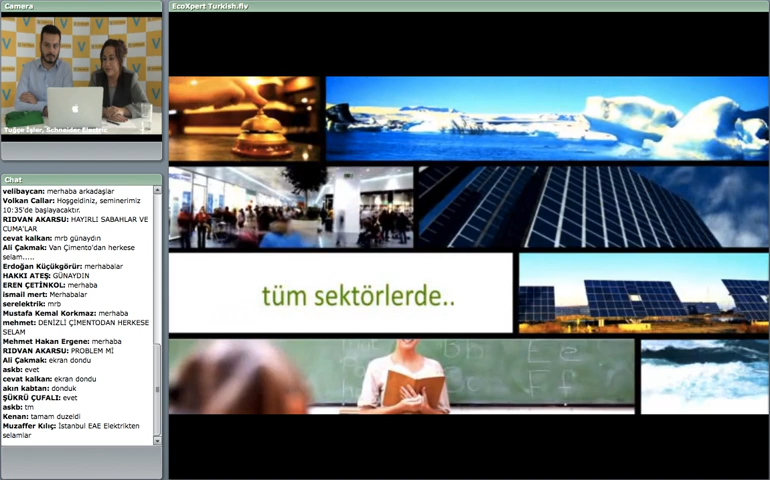 Camera
Tuğçe İşler, Schneider Electric
Chat
velibaycan: merhaba arkadaşlar
Volkan Callar: Hoşgeldiniz, seminerimiz
10:35'de başlayacaktır.
RIDVAN AKARSU: HAYIRLI SABAHLAR VE
CUMA'LAR
cevat kalkan: mrb günaydın
Ali Çakmak: Van Çimento'dan herkese
selam.....
Erdoğan Küçükgörür: merhabalar
HAKKI ATEŞ: GÜNAYDIN
EREN ÇETİNKOL: merhaba
ismail mert: Merhabalar
serelektrik: mrb
Mustafa Kemal Korkmaz: merhaba
mehmet: DENİZLİ ÇİMENTODAN HERKESE
SELAM
Mehmet Hakan Ergene: merhaba
RIDVAN AKARSU: PROBLEM Mİ
Ali Çakmak: ekran dondu
askb: evet
cevat kalkan: ekran dondu
akın kabtan: donduk
ŞÜKRÜ ÇUFALI: evet
askb: tm
Kenan: tamam duzeldi
Muzaffer Kılıç: İstanbul EAE Elektrikten
selamlar
EcoXpert Turkish.flv
tüm sektörlerde..
E e
F f